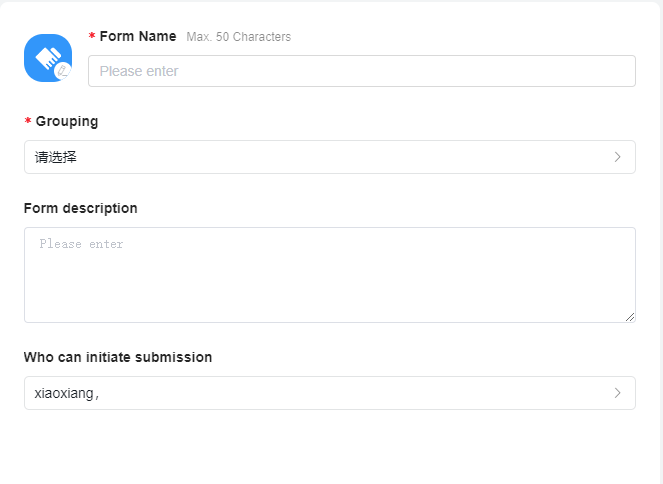 * Form Name Max. 50 Characters
Please enter
* Grouping
请选择
Form description
Please enter
Who can initiate submission
xiaoxiang，